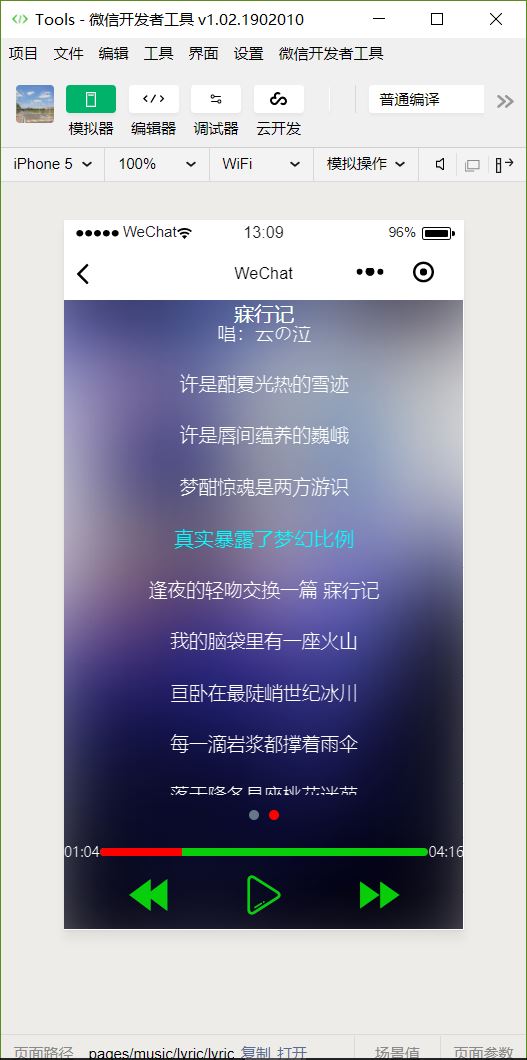 Tools - 微信开发者工具 v1.02.1902010
项目 文件 编辑 工具 界面 设置 微信开发者工具
普通编译
模拟器 编辑器 调试器 云开发
iPhone 5 100% WiFi 模拟操作
WeChat 13:09 96%
WeChat
寐行记
唱：云の泣
许是酣夏光热的雪迹
许是唇间蕴养的巍峨
梦酣惊魂是两方游识
真实暴露了梦幻比例
逢夜的轻吻交换一篇 寐行记
我的脑袋里有一座火山
亘卧在最陡峭世纪冰川
每一滴岩浆都撑着雨伞
01:04 04:16
页面路径 pages/music/lyric/lyric 复制 打开 场景值 页面参数